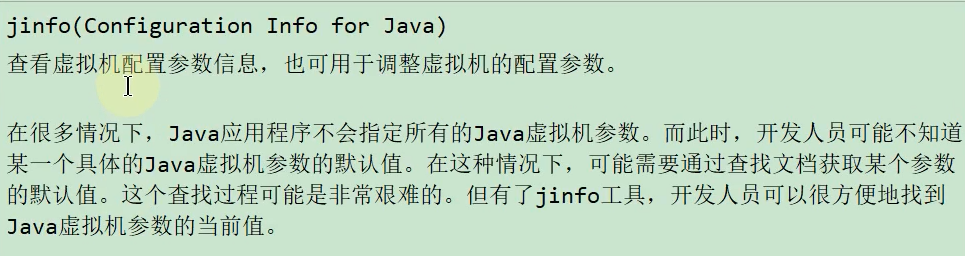 jinfo(Configuration Info for Java)
查看虚拟机配置参数信息，也可用于调整虚拟机的配置参数。
在很多情况下，Java应用程序不会指定所有的Java虚拟机参数。而此时，开发人员可能不知道
某一个具体的Java虚拟机参数的默认值。在这种情况下，可能需要通过查找文档获取某个参数
的默认值。这个查找过程可能是非常艰难的。但有了jinfo工具，开发人员可以很方便地找到
Java虚拟机参数的当前值。